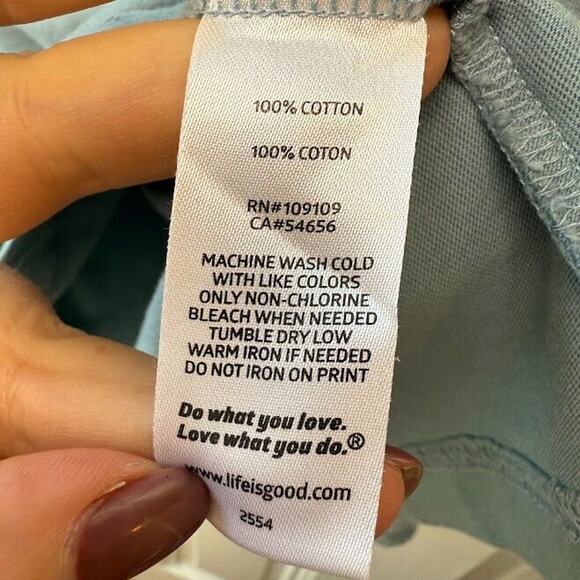 100% COTTON
100% COTON
RN#109109
CA#54656
MACHINE WASH COLD
WITH LIKE COLORS
ONLY NON-CHLORINE
BLEACH WHEN NEEDED
TUMBLE DRY LOW
WARM IRON IF NEEDED
DO NOT IRON ON PRINT
Do what you love.
Love what you do.®
www.lifeisgood.com
2554